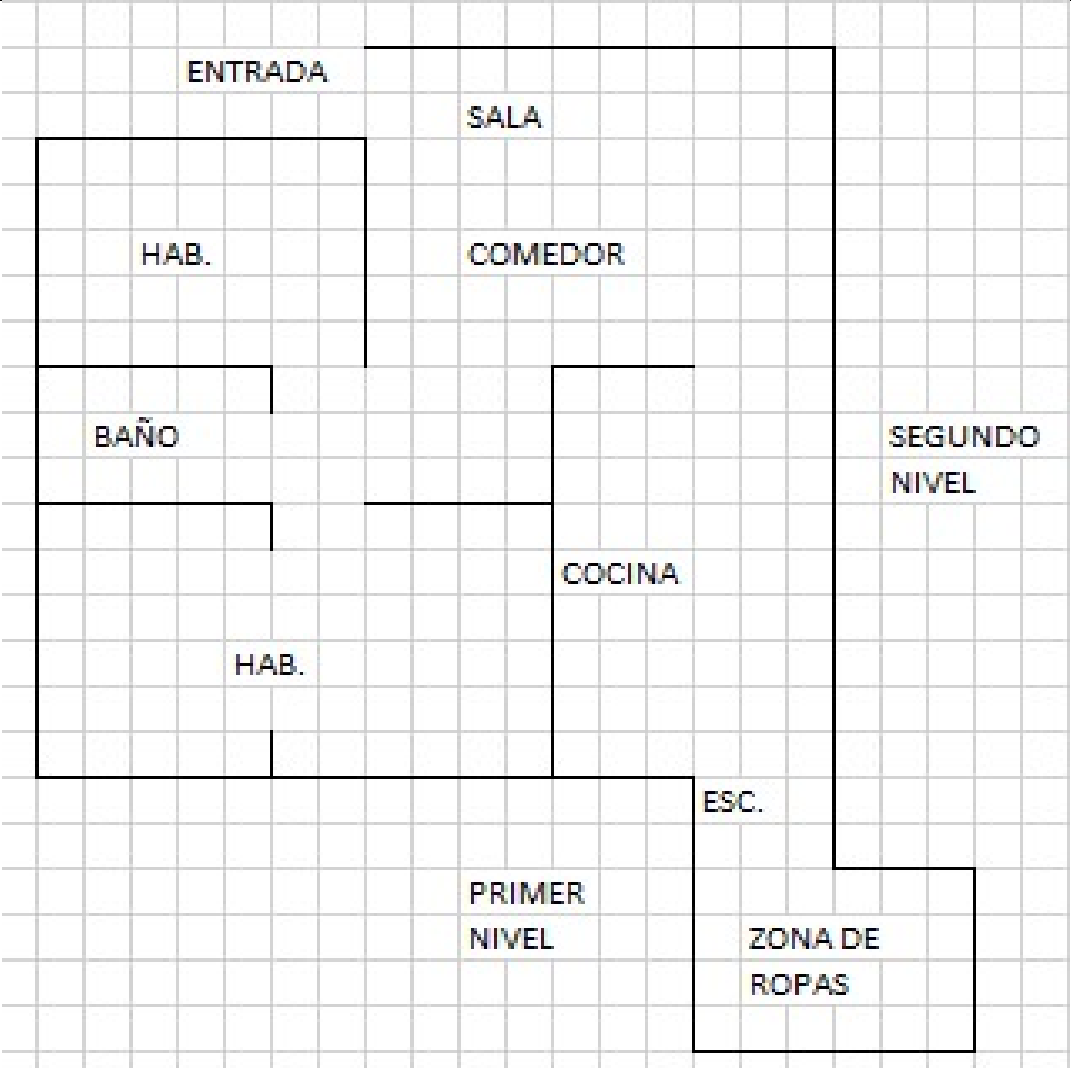 ENTRADA
SALA
HAB.
COMEDOR
BAÑO
SEGUNDO
NIVEL
COCINA
HAB.
ESC.
PRIMER
NIVEL
ZONA DE
ROPAS